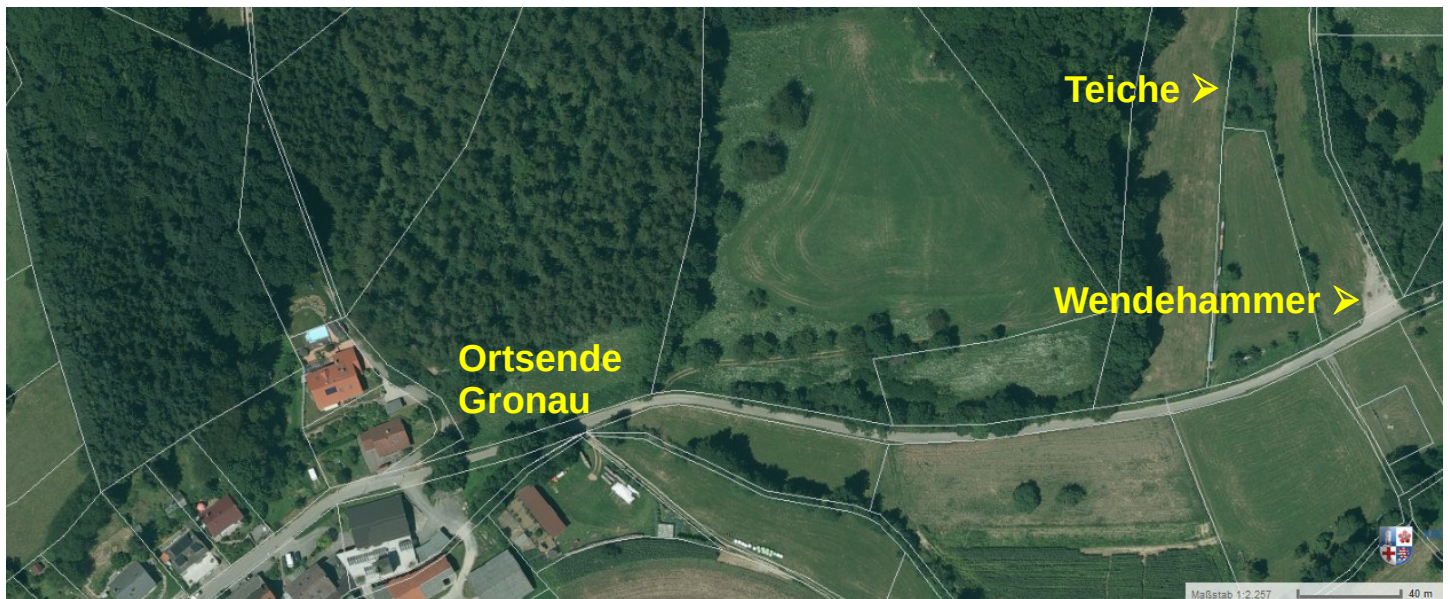 Teiche ➢
Wendehammer ➢
Ortsende
Gronau
Maßstab 1:2.257
40 m